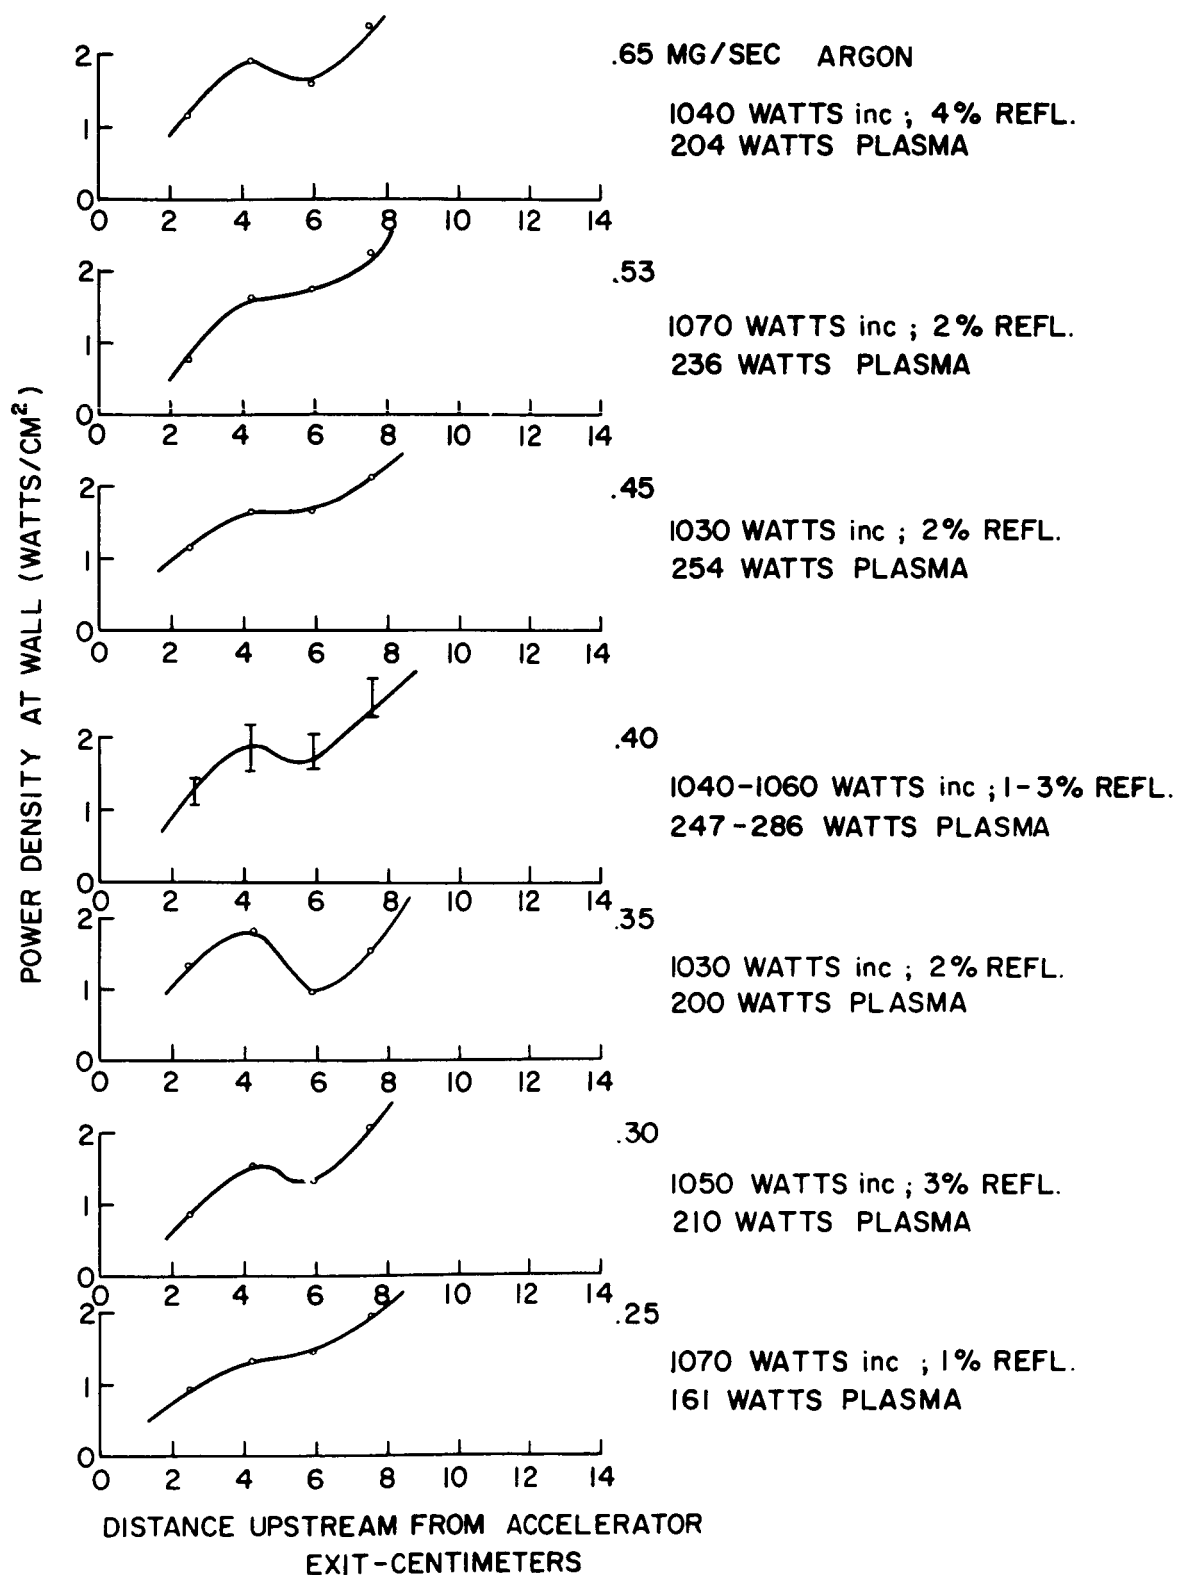 POWER DENSITY AT WALL (WATTS/CM²)
2
1
0
0 2 4 6 8 10 12 14
.65 MG/SEC ARGON
1040 WATTS inc ; 4% REFL.
204 WATTS PLASMA
2
1
0
0 2 4 6 8 10 12 14
.53
1070 WATTS inc ; 2% REFL.
236 WATTS PLASMA
2
1
0
0 2 4 6 8 10 12 14
.45
1030 WATTS inc ; 2% REFL.
254 WATTS PLASMA
2
1
0
0 2 4 6 8 10 12 14
.40
1040-1060 WATTS inc ; 1-3% REFL.
247-286 WATTS PLASMA
2
1
0
0 2 4 6 8 10 12 14
.35
1030 WATTS inc ; 2% REFL.
200 WATTS PLASMA
2
1
0
0 2 4 6 8 10 12 14
.30
1050 WATTS inc ; 3% REFL.
210 WATTS PLASMA
2
1
0
0 2 4 6 8 10 12 14
.25
1070 WATTS inc ; 1% REFL.
161 WATTS PLASMA
DISTANCE UPSTREAM FROM ACCELERATOR
EXIT-CENTIMETERS